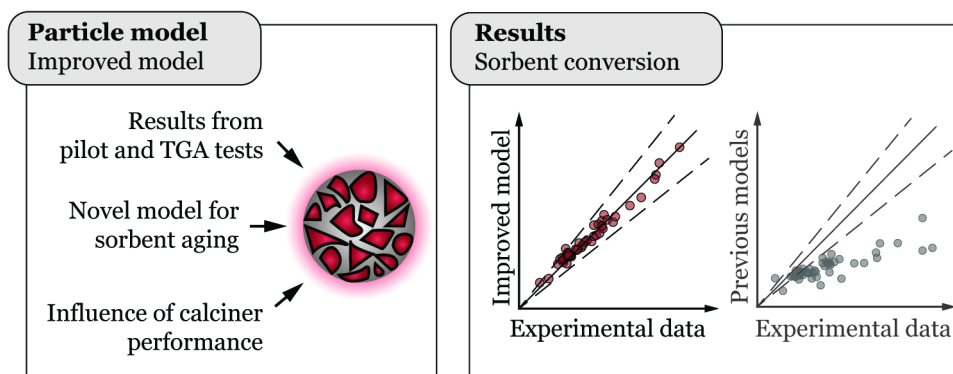 Particle model
Improved model
Results from
pilot and TGA tests
Novel model for
sorbent aging
Influence of calciner
performance
Results
Sorbent conversion
Improved model
Experimental data
Previous models
Experimental data